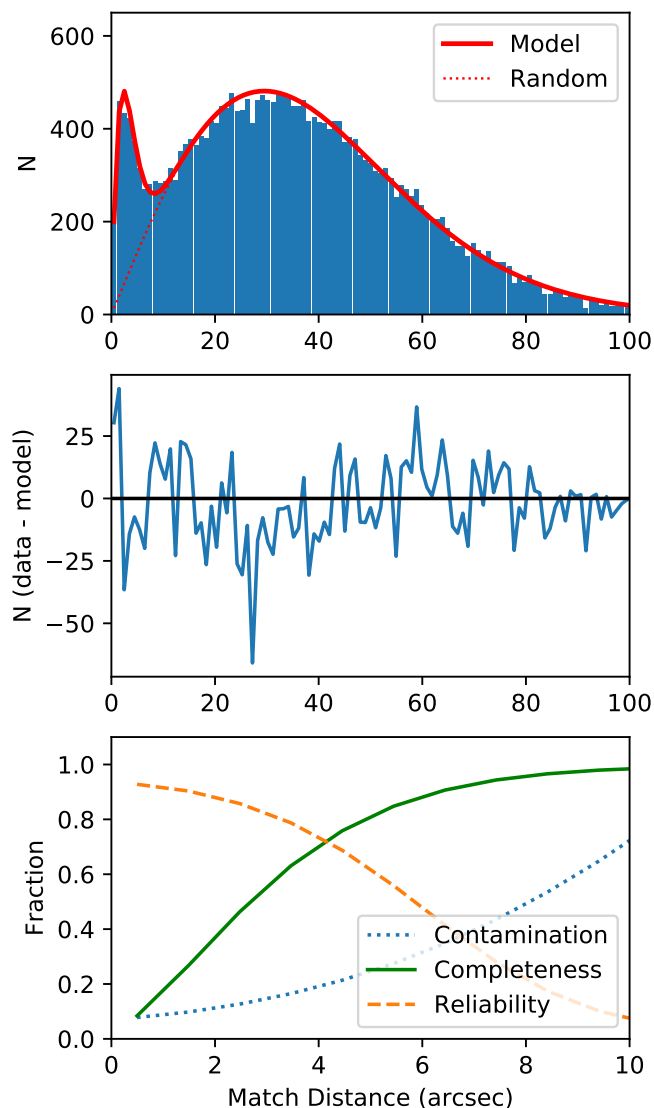 600
400
200
0
N
Model
Random
0 20 40 60 80 100
25
0
−25
−50
N (data - model)
0 20 40 60 80 100
1.0
0.8
0.6
0.4
0.2
0.0
Fraction
Contamination
Completeness
Reliability
0 2 4 6 8 10
Match Distance (arcsec)